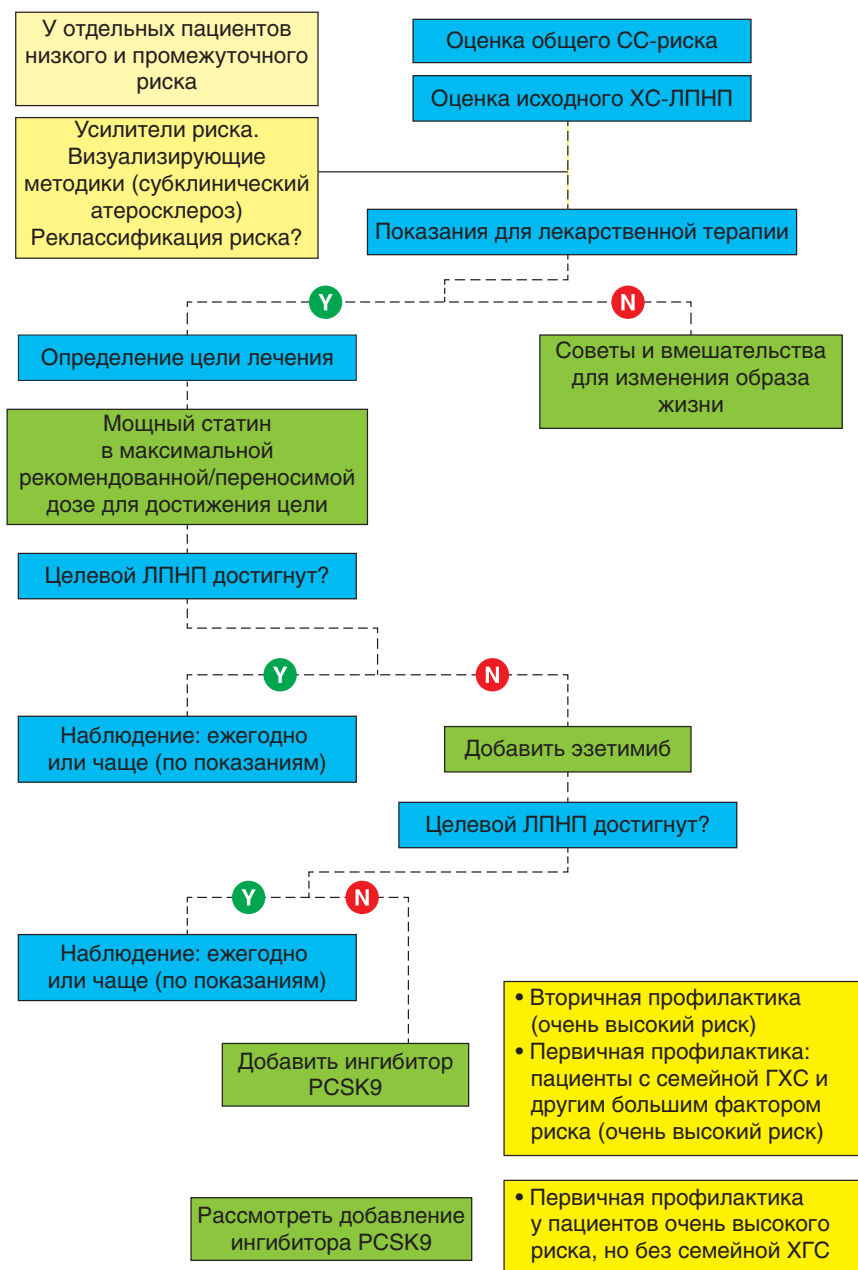 У отдельных пациентов
низкого и промежуточного
риска
Оценка общего СС-риска
Оценка исходного ХС-ЛПНП
Усилители риска.
Визуализирующие
методики (субклинический
атеросклероз)
Реклассификация риска?
Показания для лекарственной терапии
Y
N
Определение цели лечения
Советы и вмешательства
для изменения образа
жизни
Мощный статин
в максимальной
рекомендованной/переносимой
дозе для достижения цели
Целевой ЛПНП достигнут?
Y
N
Наблюдение: ежегодно
или чаще (по показаниям)
Добавить эзетимиб
Целевой ЛПНП достигнут?
Y
N
Наблюдение: ежегодно
или чаще (по показаниям)
Добавить ингибитор
PCSK9
• Вторичная профилактика
(очень высокий риск)
• Первичная профилактика:
пациенты с семейной ГХС и
другим большим фактором
риска (очень высокий риск)
Рассмотреть добавление
ингибитора PCSK9
• Первичная профилактика
у пациентов очень высокого
риска, но без семейной ХГС